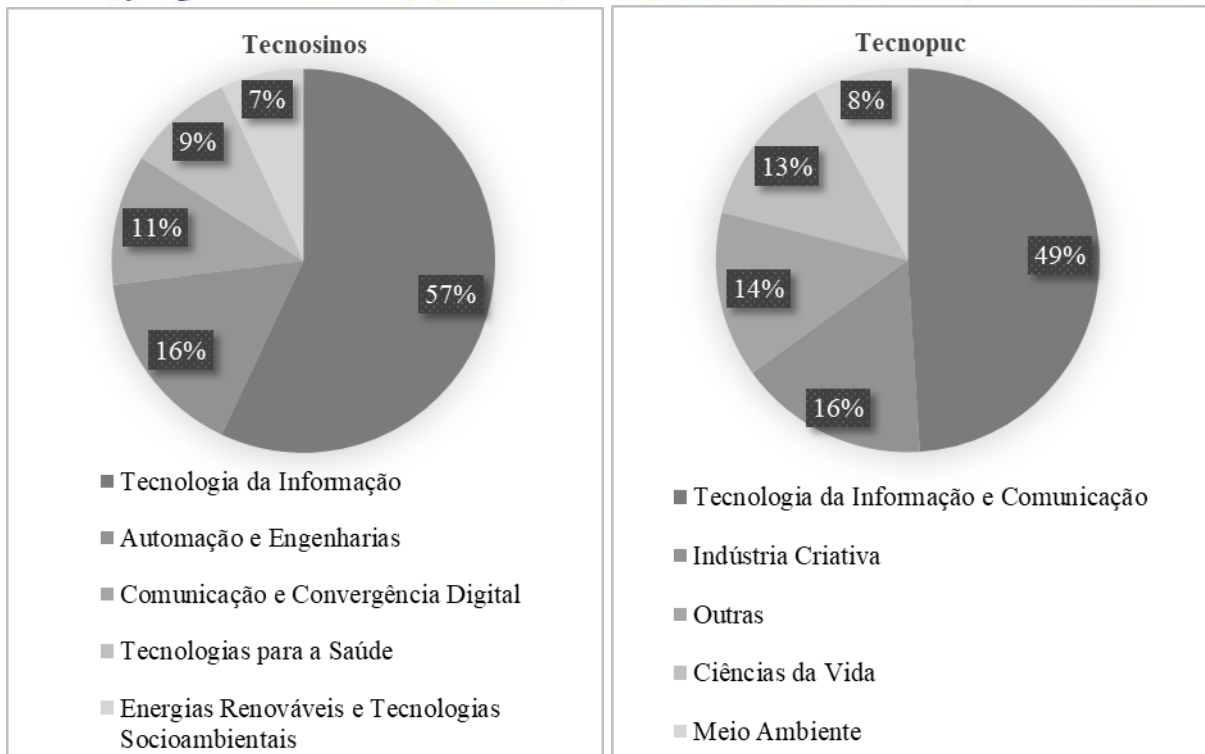 Tecnosinos
7%
9%
11%
16%
57%
Tecnologia da Informação
Automação e Engenharias
Comunicação e Convergência Digital
Tecnologias para a Saúde
Energias Renováveis e Tecnologias
Socioambientais
Tecnopuc
8%
13%
14%
16%
49%
Tecnologia da Informação e Comunicação
Indústria Criativa
Outras
Ciências da Vida
Meio Ambiente